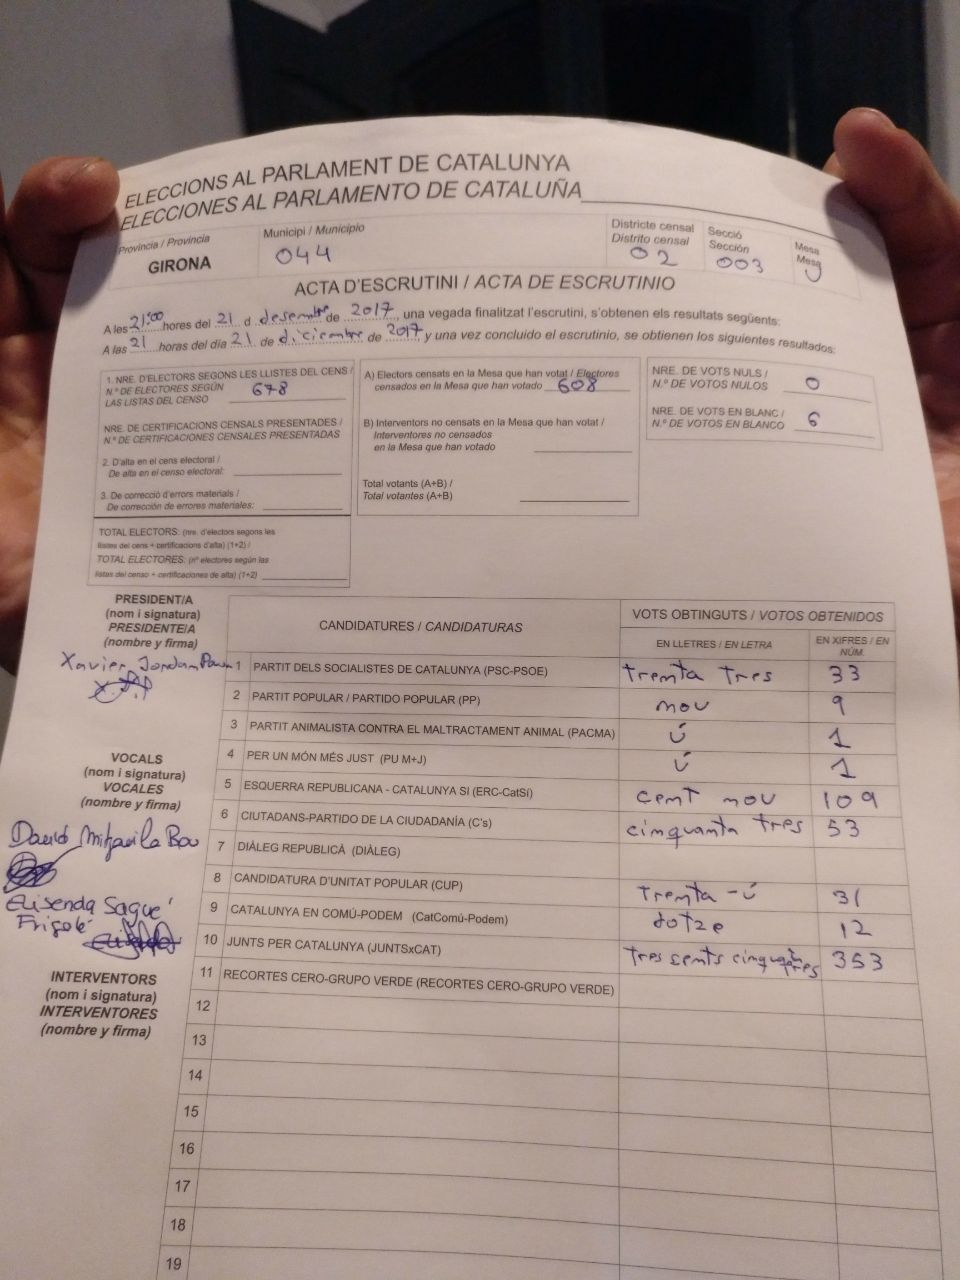 ELECCIONS AL PARLAMENT DE CATALUNYA
ELECCIONES AL PARLAMENTO DE CATALUÑA
Província / Provincia
GIRONA
Municipi / Municipio
044
Districte censal
Distrito censal
02
Secció
Sección
003
Mesa
Mesa
U
ACTA D'ESCRUTINI / ACTA DE ESCRUTINIO
A les 21:00 hores del 21 d desembre de 2017, una vegada finalitzat l'escrutini, s'obtenen els resultats següents:
A las 21 horas del día 21 de diciembre de 2017 y una vez concluido el escrutinio, se obtienen los siguientes resultados:
1. NRE. D'ELECTORS SEGONS LES LLISTES DEL CENS /
N.º DE ELECTORES SEGÚN
LAS LISTAS DEL CENSO 678
NRE. DE CERTIFICACIONS CENSALS PRESENTADES /
N.º DE CERTIFICACIONES CENSALES PRESENTADAS
2. D'alta en el cens electoral /
De alta en el censo electoral:
3. De correcció d'errors materials /
De corrección de errores materiales:
TOTAL ELECTORS: (nre. d'electors segons les
llistes del cens + certificacions d'alta) (1+2) /
TOTAL ELECTORES: (nº electores según las
listas del censo + certificaciones de alta) (1+2)
A) Electors censats en la Mesa que han votat / Electores
censados en la Mesa que han votado 608
B) Interventors no censats en la Mesa que han votat /
Interventores no censados
en la Mesa que han votado
Total votants (A+B) /
Total votantes (A+B)
NRE. DE VOTS NULS /
N.º DE VOTOS NULOS 0
NRE. DE VOTS EN BLANC /
N.º DE VOTOS EN BLANCO 6
PRESIDENT/A
(nom i signatura)
PRESIDENTE/A
(nombre y firma)
Xavier
VOCALS
(nom i signatura)
VOCALES
(nombre y firma)
David
Elisenda Sagué
Frigolé
INTERVENTORS
(nom i signatura)
INTERVENTORES
(nombre y firma)
CANDIDATURES / CANDIDATURAS
VOTS OBTINGUTS / VOTOS OBTENIDOS
EN LLETRES / EN LETRA
EN XIFRES / EN NÚM.
1 PARTIT DELS SOCIALISTES DE CATALUNYA (PSC-PSOE) trenta tres 33
2 PARTIT POPULAR / PARTIDO POPULAR (PP) nou 9
3 PARTIT ANIMALISTA CONTRA EL MALTRACTAMENT ANIMAL (PACMA) ú 1
4 PER UN MÓN MÉS JUST (PU M+J) ú 1
5 ESQUERRA REPUBLICANA - CATALUNYA SÍ (ERC-CatSí) cent nou 109
6 CIUTADANS-PARTIDO DE LA CIUDADANÍA (C's) cinquanta tres 53
7 DIÀLEG REPUBLICÀ (DIÀLEG)
8 CANDIDATURA D'UNITAT POPULAR (CUP) trenta-ú 31
9 CATALUNYA EN COMÚ-PODEM (CatComú-Podem) dotze 12
10 JUNTS PER CATALUNYA (JUNTSxCAT) tres sents cinquanta tres 353
11 RECORTES CERO-GRUPO VERDE (RECORTES CERO-GRUPO VERDE)
12
13
14
15
16
17
18
19